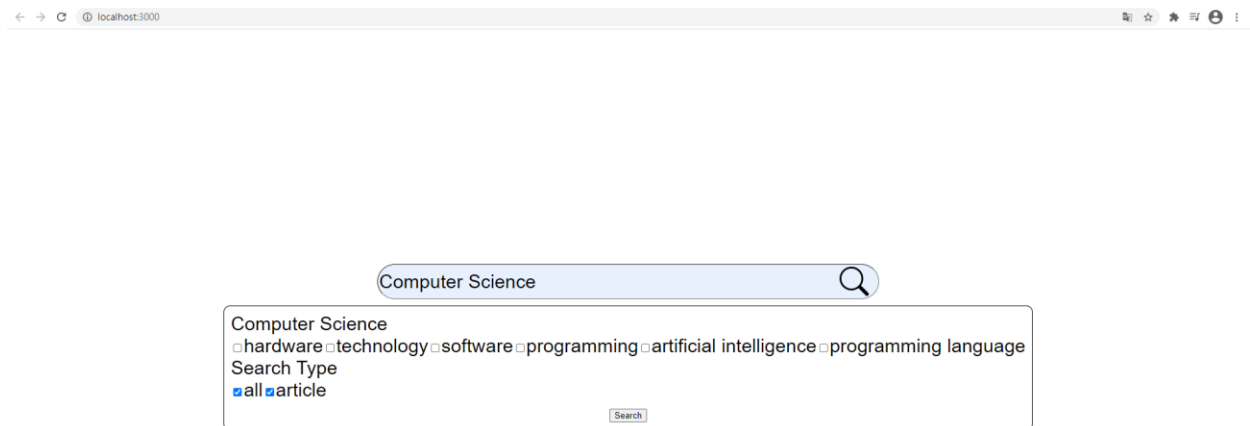 localhost:3000
Computer Science
Computer Science
hardware technology software programming artificial intelligence programming language
Search Type
all article
Search